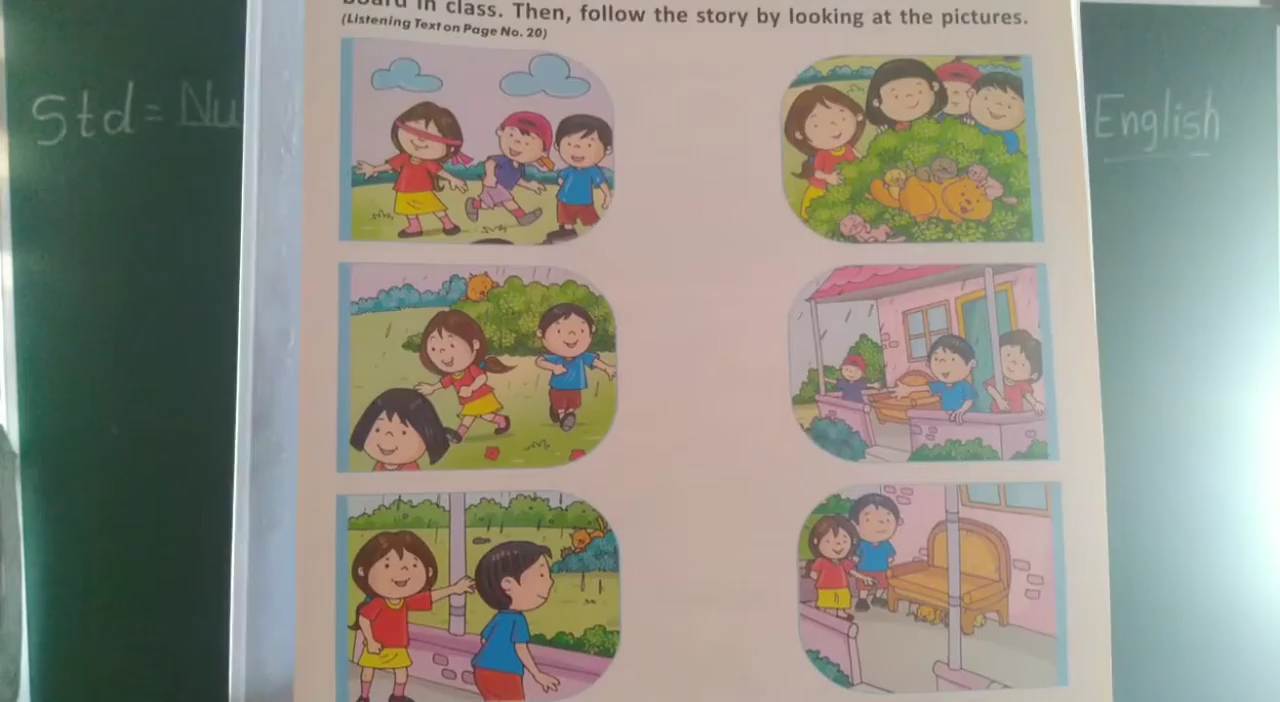 board in class. Then, follow the story by looking at the pictures.
(Listening Text on Page No. 20)
Std = Nu
English